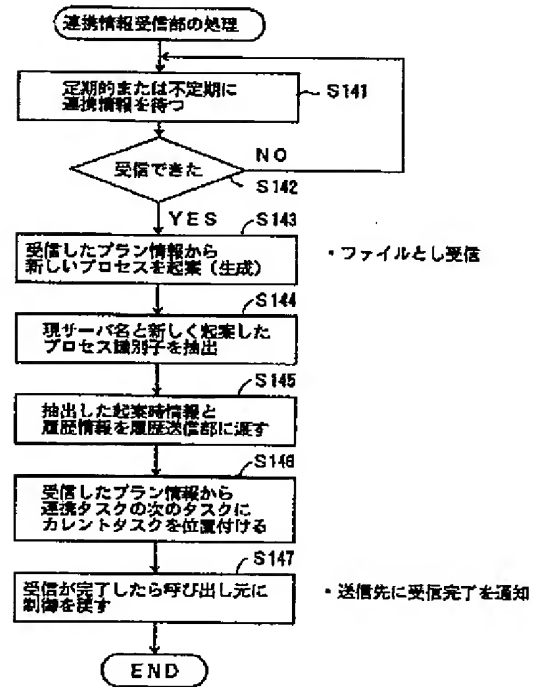 連携情報受信部の処理
定期的または不定期に
連携情報を待つ
S141
受信できた
NO
S142
YES
S143
受信したプラン情報から
新しいプロセスを起案(生成)
・ファイルとし受信
S144
現サーバ名と新しく起案した
プロセス識別子を抽出
S145
抽出した起案時情報と
履歴情報を履歴送信部に渡す
S146
受信したプラン情報から
連携タスクの次のタスクに
カレントタスクを位置付ける
S147
受信が完了したら呼び出し元に
制御を戻す
・送信先に受信完了を通知
END